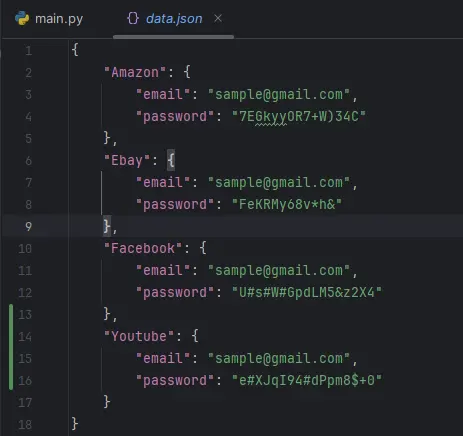 main.py data.json
1 {
2     "Amazon": {
3         "email": "sample@gmail.com",
4         "password": "7EGkyyOR7+W)34C"
5     },
6     "Ebay": {
7         "email": "sample@gmail.com",
8         "password": "FeKRMy68v*h&"
9     },
10     "Facebook": {
11         "email": "sample@gmail.com",
12         "password": "U#s#W#GpdLM5&z2X4"
13     },
14     "Youtube": {
15         "email": "sample@gmail.com",
16         "password": "e#XJqI94#dPpm8$+0"
17     }
18 }